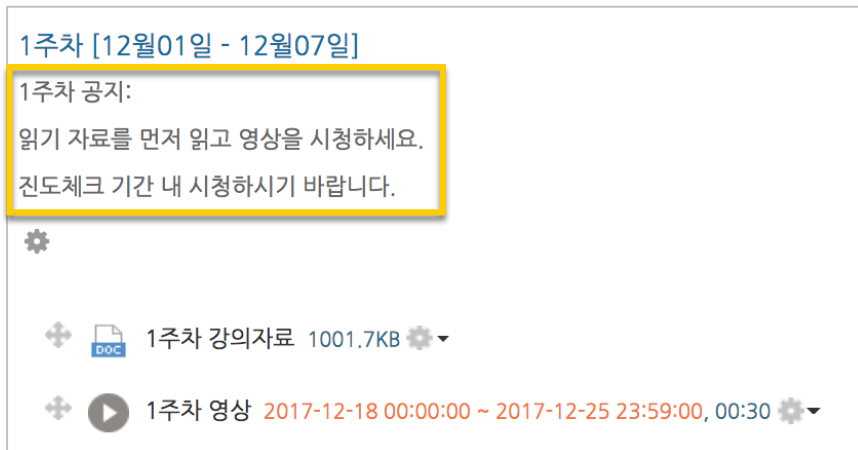 1주차 [12월01일 - 12월07일]
1주차 공지:
읽기 자료를 먼저 읽고 영상을 시청하세요.
진도체크 기간 내 시청하시기 바랍니다.
DOC 1주차 강의자료 1001.7KB
1주차 영상 2017-12-18 00:00:00 ~ 2017-12-25 23:59:00, 00:30